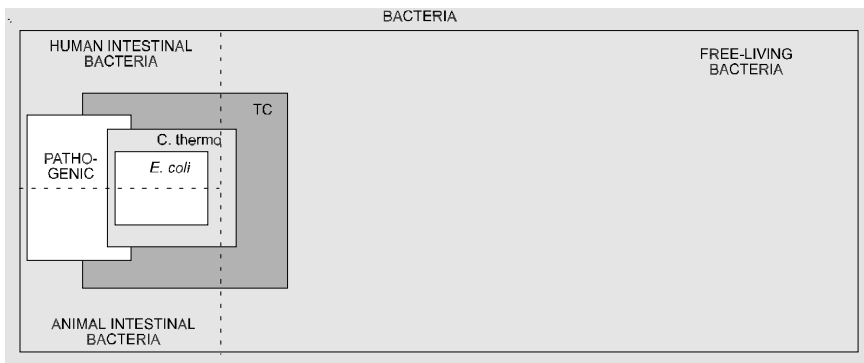 BACTERIA
HUMAN INTESTINAL
BACTERIA
FREE-LIVING
BACTERIA
TC
C. thermo
PATHO-
GENIC
E. coli
ANIMAL INTESTINAL
BACTERIA